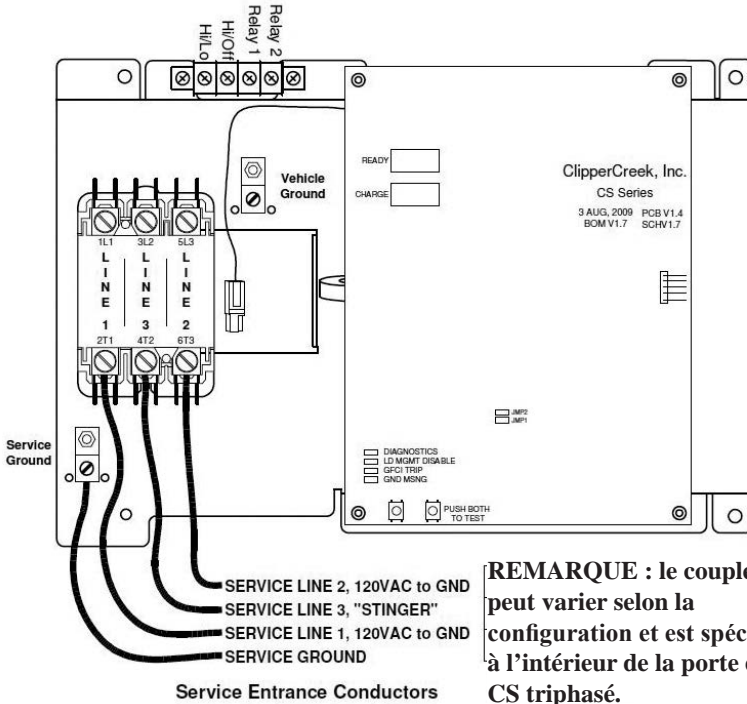 Hi/Lo
Hi/Off
Relay 1
Relay 2
READY
CHARGE
ClipperCreek, Inc.
CS Series
3 AUG, 2009 PCB V1.4
BOM V1.7 SCHV1.7
Vehicle
Ground
1L1 3L2 5L3
LINE 1
LINE 3
LINE 2
2T1 4T2 6T3
JMP2
JMP1
Service
Ground
DIAGNOSTICS
LD MGMT DISABLE
GFCI TRIP
GND MSNG
PUSH BOTH
TO TEST
SERVICE LINE 2, 120VAC to GND
SERVICE LINE 3, "STINGER"
SERVICE LINE 1, 120VAC to GND
SERVICE GROUND
Service Entrance Conductors
REMARQUE : le couple
peut varier selon la
configuration et est spéc
à l'intérieur de la porte
CS triphasé.